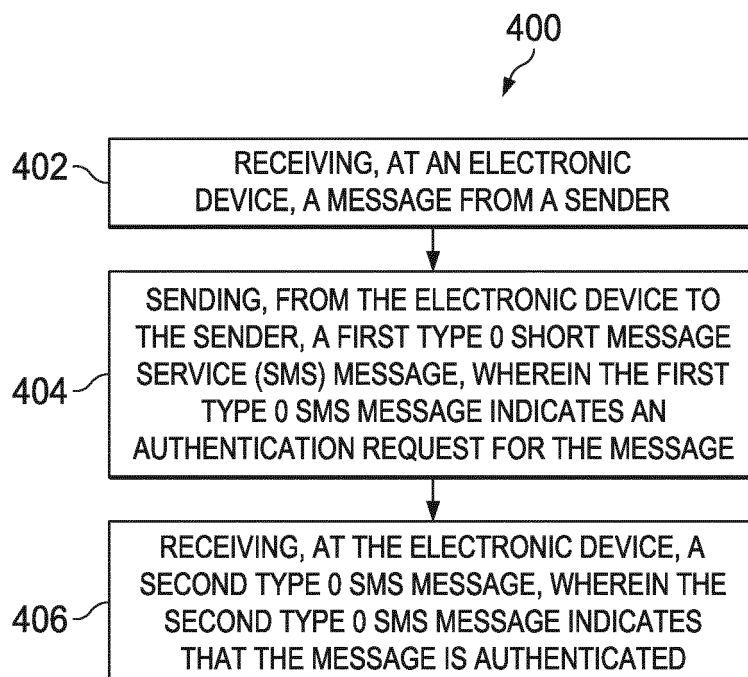 400
402
RECEIVING, AT AN ELECTRONIC
DEVICE, A MESSAGE FROM A SENDER
404
SENDING, FROM THE ELECTRONIC DEVICE TO
THE SENDER, A FIRST TYPE 0 SHORT MESSAGE
SERVICE (SMS) MESSAGE, WHEREIN THE FIRST
TYPE 0 SMS MESSAGE INDICATES AN
AUTHENTICATION REQUEST FOR THE MESSAGE
406
RECEIVING, AT THE ELECTRONIC DEVICE, A
SECOND TYPE 0 SMS MESSAGE, WHEREIN THE
SECOND TYPE 0 SMS MESSAGE INDICATES
THAT THE MESSAGE IS AUTHENTICATED